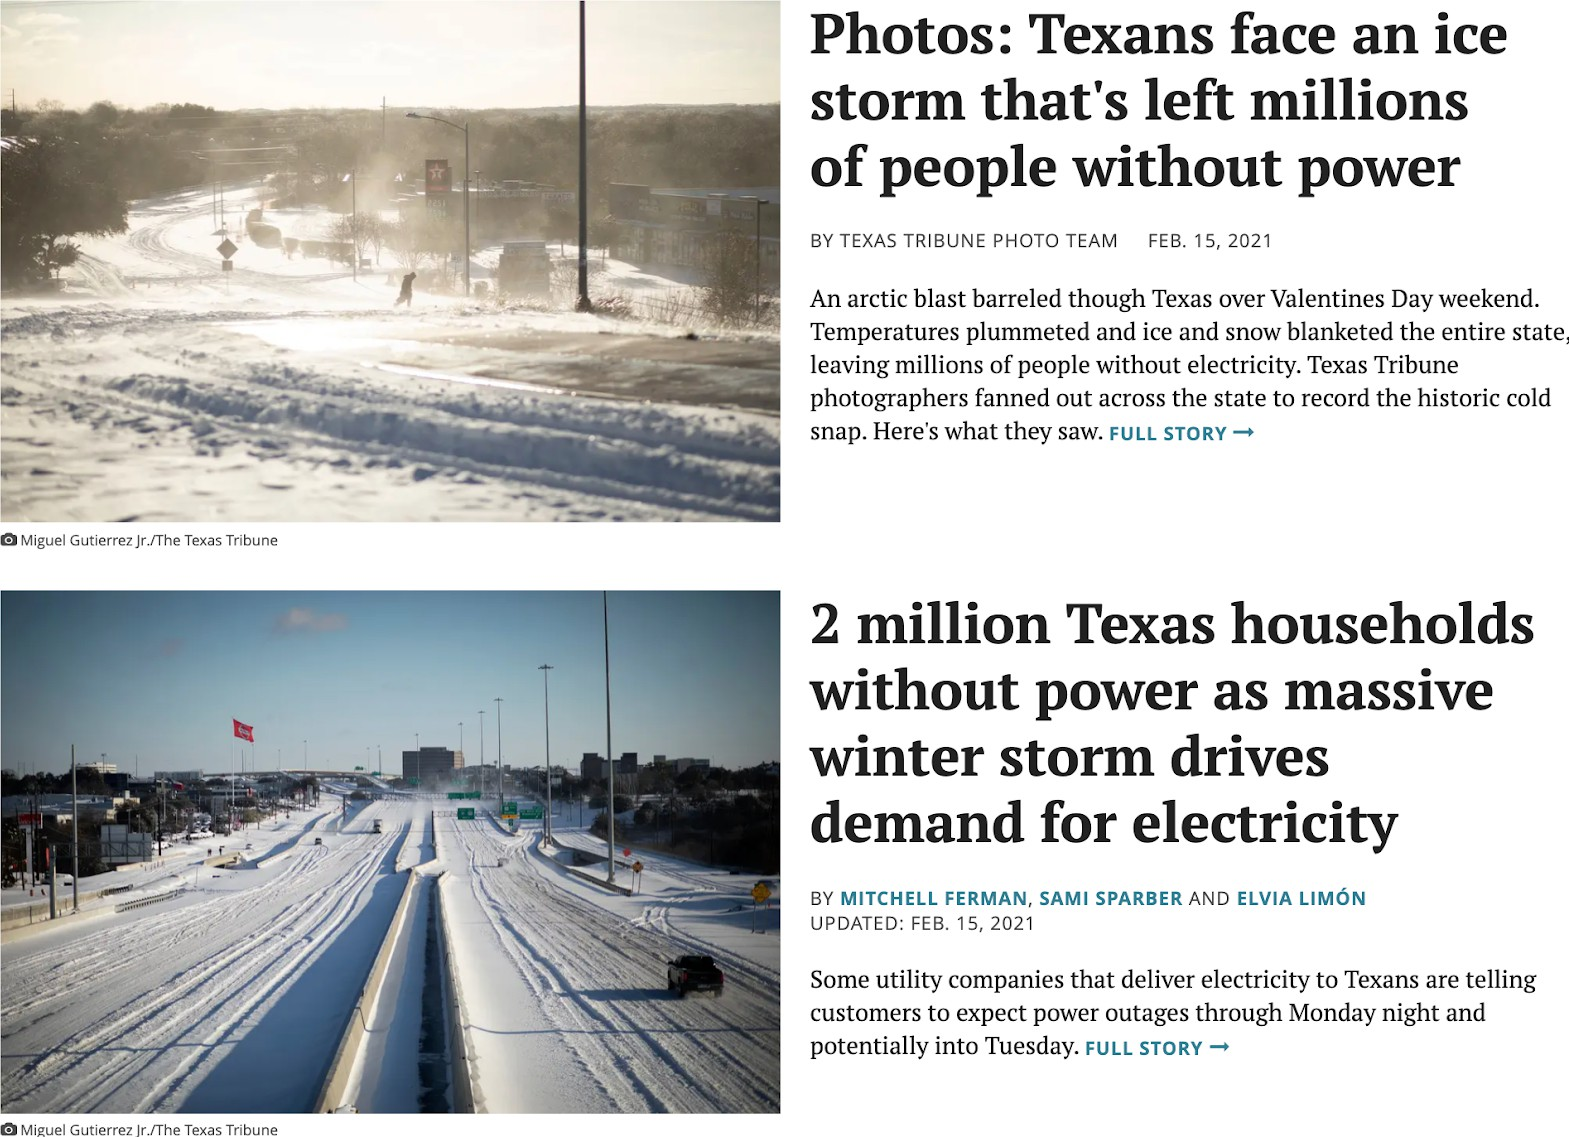 Photos: Texans face an ice
storm that's left millions
of people without power
BY TEXAS TRIBUNE PHOTO TEAM FEB. 15, 2021
An arctic blast barreled though Texas over Valentines Day weekend.
Temperatures plummeted and ice and snow blanketed the entire state,
leaving millions of people without electricity. Texas Tribune
photographers fanned out across the state to record the historic cold
snap. Here's what they saw. FULL STORY →
Miguel Gutierrez Jr./The Texas Tribune
2 million Texas households
without power as massive
winter storm drives
demand for electricity
BY MITCHELL FERMAN, SAMI SPARBER AND ELVIA LIMÓN
UPDATED: FEB. 15, 2021
Some utility companies that deliver electricity to Texans are telling
customers to expect power outages through Monday night and
potentially into Tuesday. FULL STORY →
Miguel Gutierrez Jr./The Texas Tribune